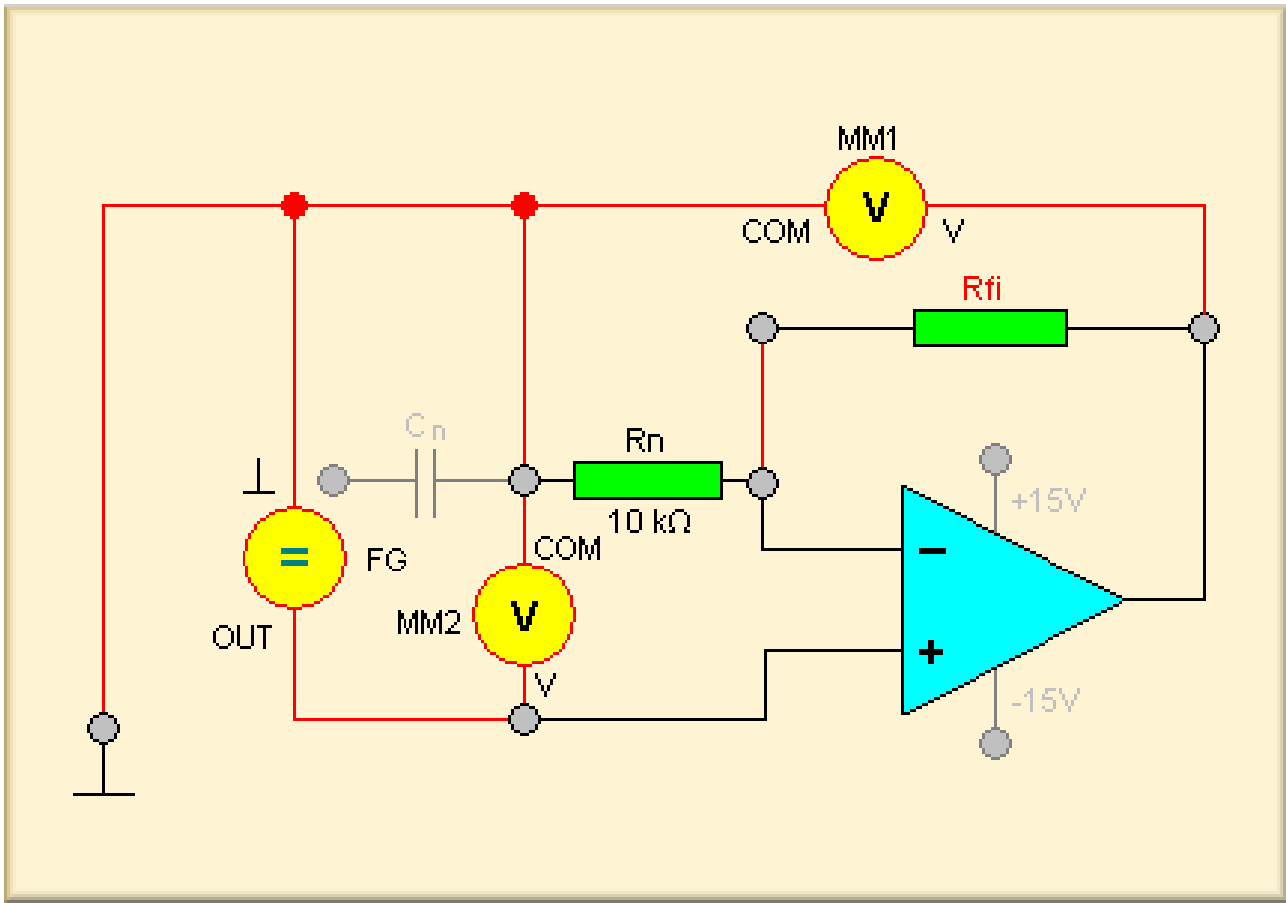 MM1
V
COM
V
Rfi
Cn
Rn
+15V
10 kΩ
COM
=
FG
−
MM2
V
OUT
+
V
-15V